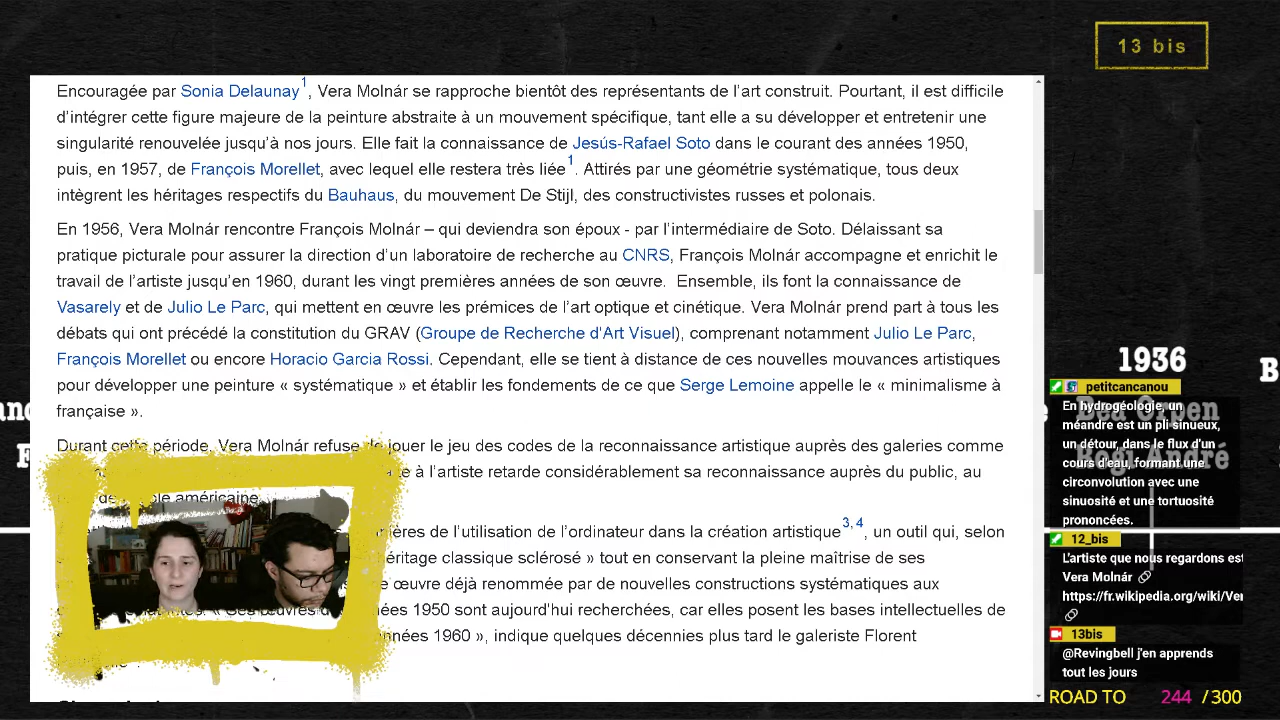 13 bis
Encouragée par Sonia Delaunay1, Vera Molnár se rapproche bientôt des représentants de l'art construit. Pourtant, il est difficile
d'intégrer cette figure majeure de la peinture abstraite à un mouvement spécifique, tant elle a su développer et entretenir une
singularité renouvelée jusqu'à nos jours. Elle fait la connaissance de Jesús-Rafael Soto dans le courant des années 1950,
puis, en 1957, de François Morellet, avec lequel elle restera très liée1. Attirés par une géométrie systématique, tous deux
intègrent les héritages respectifs du Bauhaus, du mouvement De Stijl, des constructivistes russes et polonais.
En 1956, Vera Molnár rencontre François Molnár – qui deviendra son époux - par l'intermédiaire de Soto. Délaissant sa
pratique picturale pour assurer la direction d'un laboratoire de recherche au CNRS, François Molnár accompagne et enrichit le
travail de l'artiste jusqu'en 1960, durant les vingt premières années de son œuvre. Ensemble, ils font la connaissance de
Vasarely et de Julio Le Parc, qui mettent en œuvre les prémices de l'art optique et cinétique. Vera Molnár prend part à tous les
débats qui ont précédé la constitution du GRAV (Groupe de Recherche d'Art Visuel), comprenant notamment Julio Le Parc,
François Morellet ou encore Horacio Garcia Rossi. Cependant, elle se tient à distance de ces nouvelles mouvances artistiques
pour développer une peinture « systématique » et établir les fondements de ce que Serge Lemoine appelle le « minimalisme à
française ».
Durant cette période, Vera Molnár refuse de jouer le jeu des codes de la reconnaissance artistique auprès des galeries comme
à l'artiste retarde considérablement sa reconnaissance auprès du public, au
américaine.
de l'utilisation de l'ordinateur dans la création artistique3, 4, un outil qui, selon
héritage classique sclérosé » tout en conservant la pleine maîtrise de ses
œuvre déjà renommée par de nouvelles constructions systématiques aux
1950 sont aujourd'hui recherchées, car elles posent les bases intellectuelles de
années 1960 », indique quelques décennies plus tard le galeriste Florent
1936
Bea Orpen
Rogi André
petitcancanou
En hydrogéologie, un
méandre est un pli sinueux,
un détour, dans le flux d'un
cours d'eau, formant une
circonvolution avec une
sinuosité et une tortuosité
prononcées.
12_bis
L'artiste que nous regardons est
Vera Molnár
https://fr.wikipedia.org/wiki/Ver
13bis
@Revingbell j'en apprends
tout les jours
ROAD TO 244 / 300